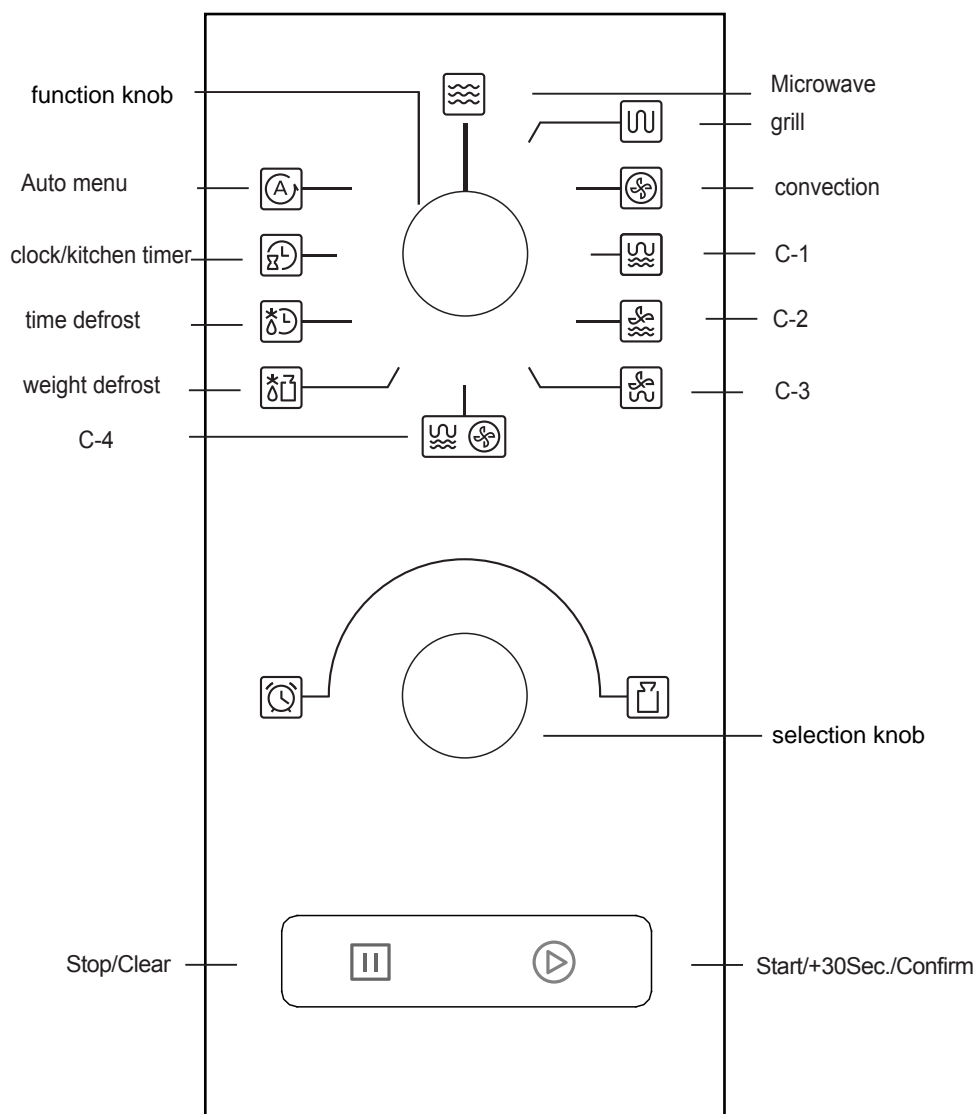 Microwave
function knob
grill
Auto menu
convection
clock/kitchen timer
C-1
time defrost
C-2
weight defrost
C-3
C-4
selection knob
Stop/Clear
Start/+30Sec./Confirm